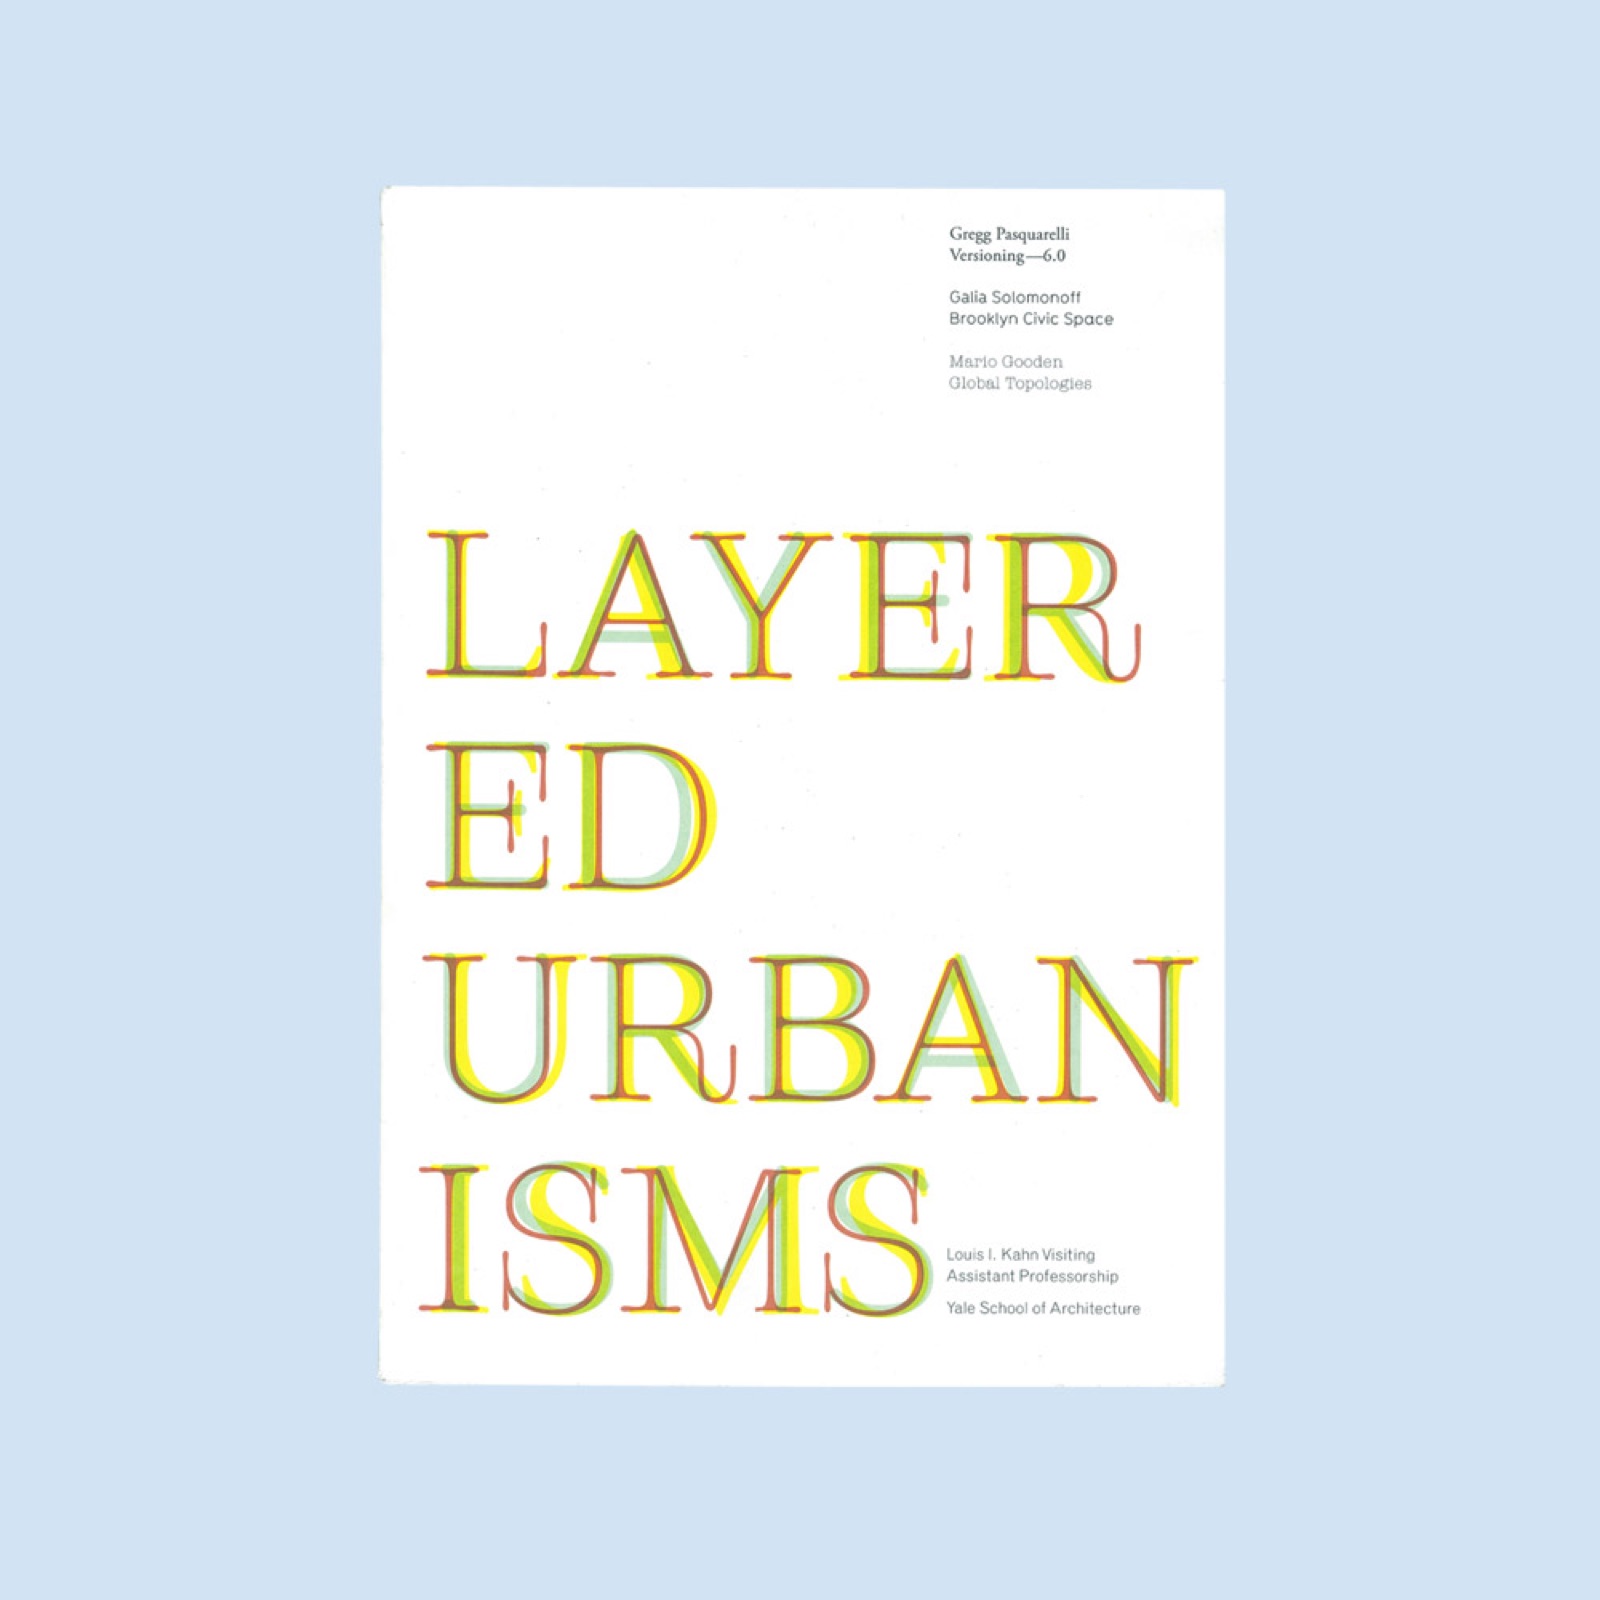 Gregg Pasquarelli
Versioning—6.0
Galia Solomonoff
Brooklyn Civic Space
Mario Gooden
Global Topologies
LAYER
ED
URBAN
ISMS
Louis I. Kahn Visiting
Assistant Professorship
Yale School of Architecture